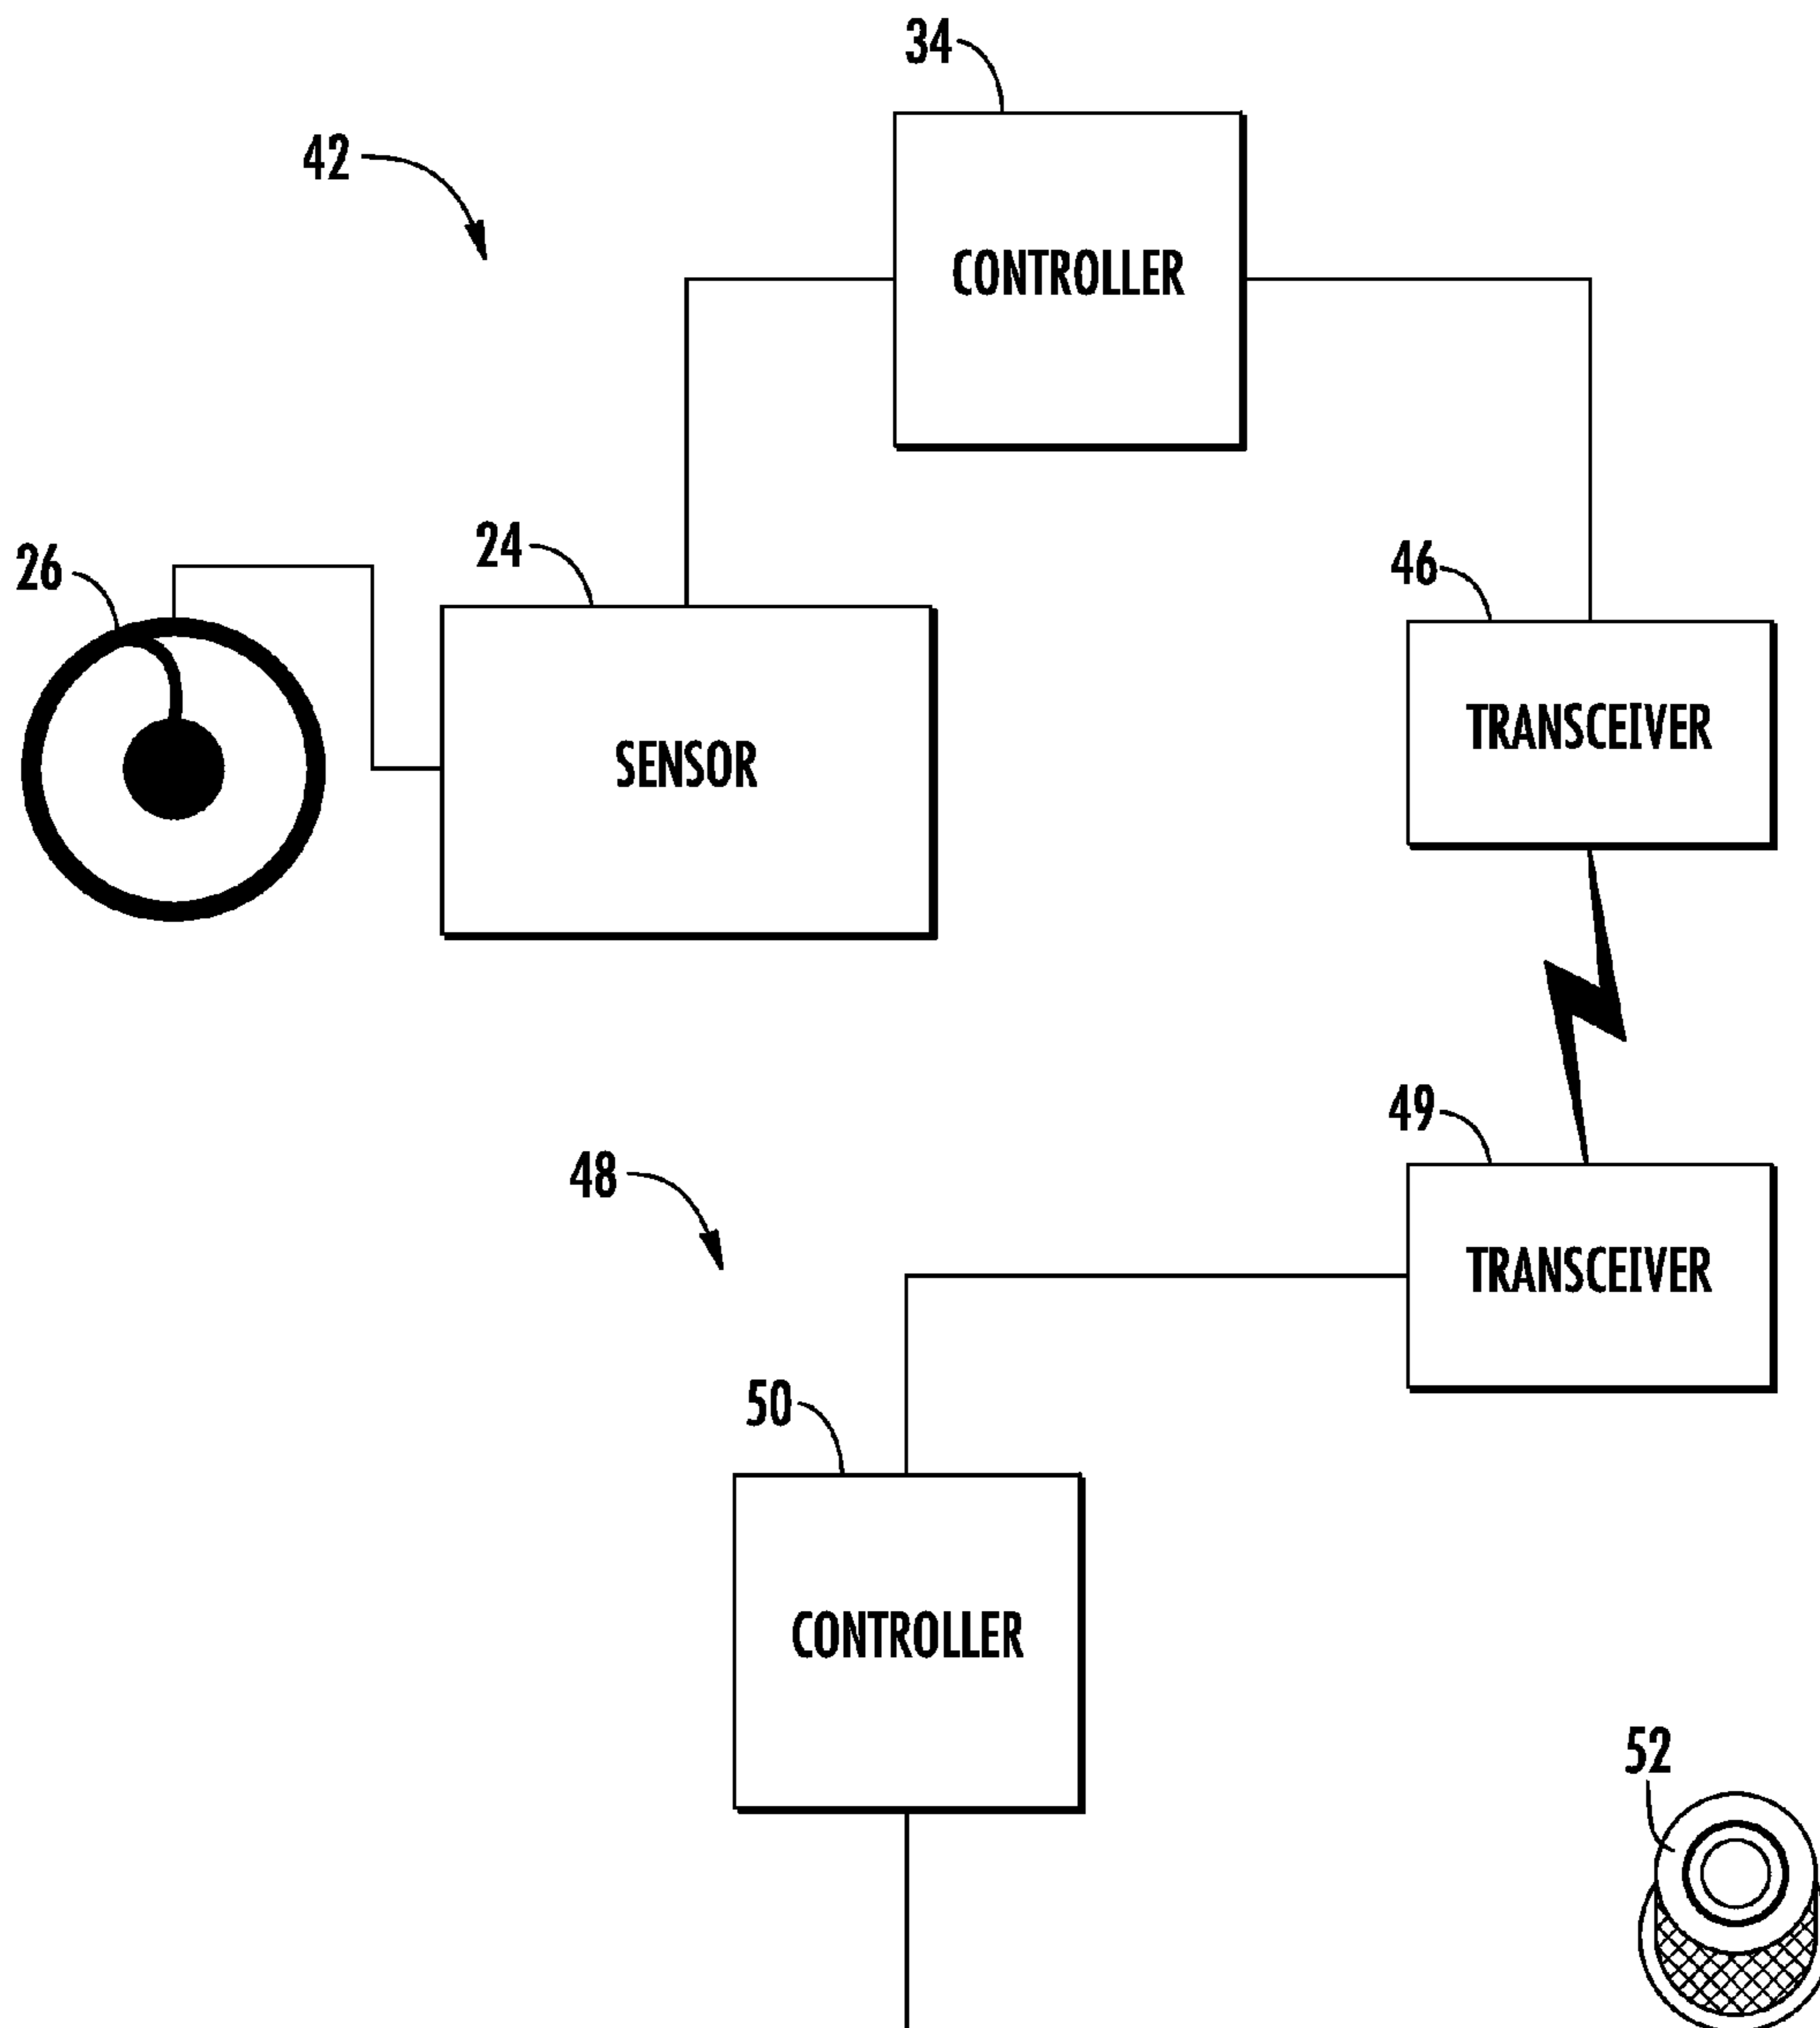 34
42
CONTROLLER
26
24
46
SENSOR
TRANSCEIVER
49
48
TRANSCEIVER
50
CONTROLLER
52